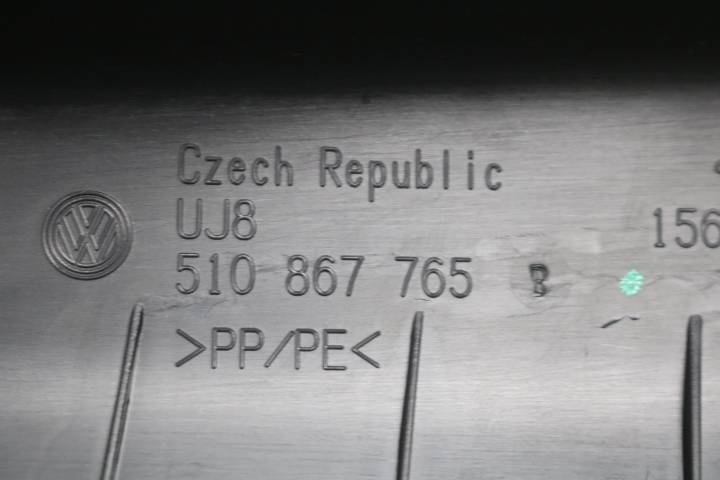 Czech Republic
UJ8
156
510 867 765 B
>PP/PE<